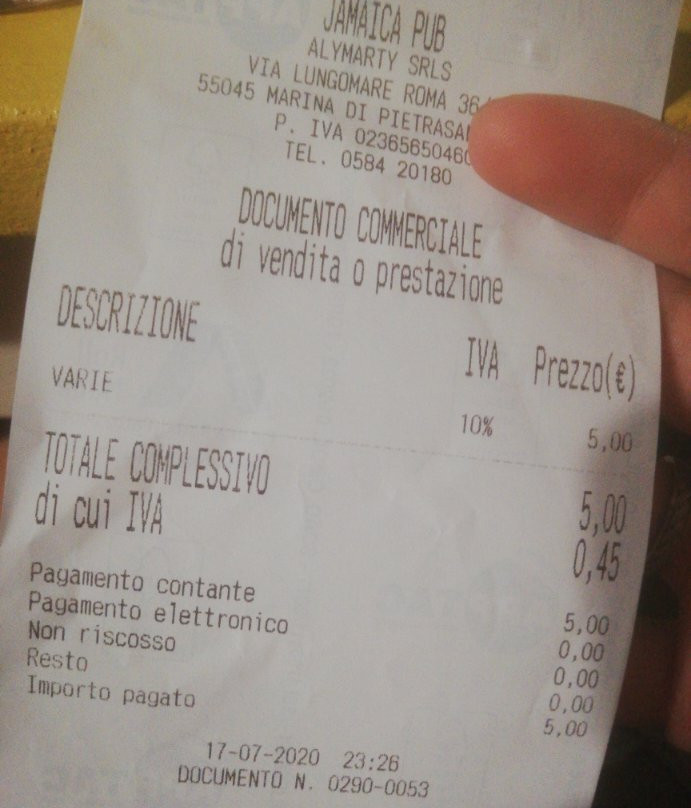 JAMAICA PUB
ALYMARTY SRLS
VIA LUNGOMARE ROMA 36
55045 MARINA DI
P. IVA 02365650460
TEL. 0584 20180
DOCUMENTO COMMERCIALE
di vendita o prestazione
DESCRIZIONE IVA Prezzo(€)
VARIE 10% 5,00
TOTALE COMPLESSIVO 5,00
di cui IVA 0,45
Pagamento contante 5,00
Pagamento elettronico 0,00
Non riscosso 0,00
Resto 0,00
Importo pagato 5,00
17-07-2020 23:26
DOCUMENTO N. 0290-0053